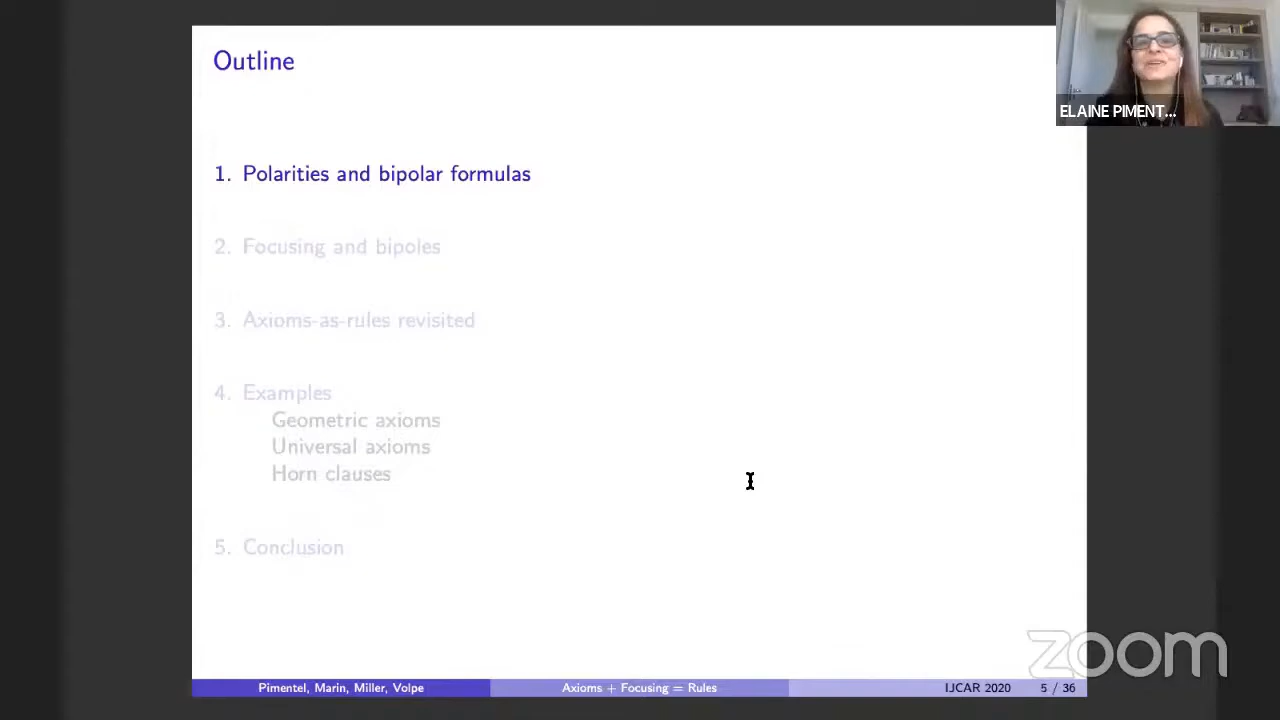 Outline
ELAINE PIMENT...
1. Polarities and bipolar formulas
2. Focusing and bipoles
3. Axioms-as-rules revisited
4. Examples
Geometric axioms
Universal axioms
Horn clauses
5. Conclusion
zoom
Pimentel, Marin, Miller, Volpe
Axioms + Focusing = Rules
IJCAR 2020
5 / 36